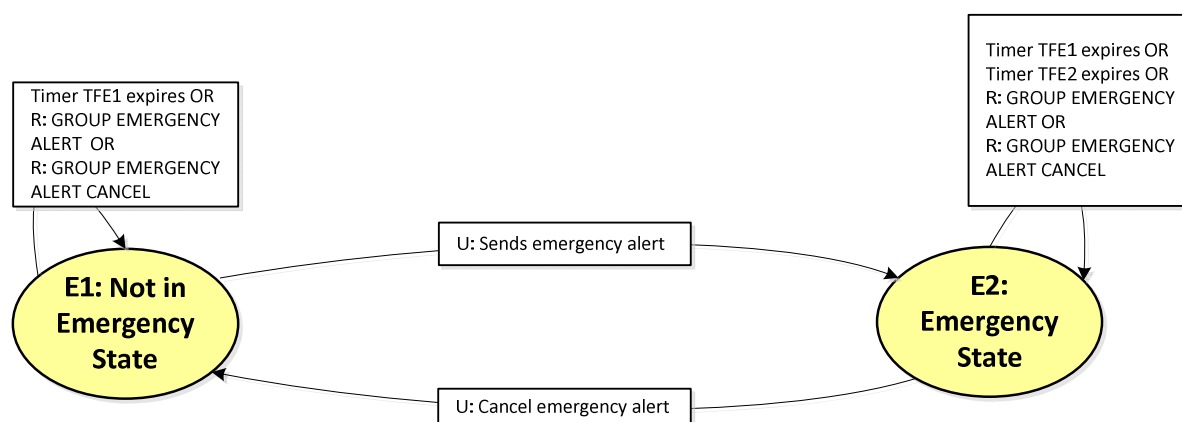 Timer TFE1 expires OR
R: GROUP EMERGENCY
ALERT OR
R: GROUP EMERGENCY
ALERT CANCEL
Timer TFE1 expires OR
Timer TFE2 expires OR
R: GROUP EMERGENCY
ALERT OR
R: GROUP EMERGENCY
ALERT CANCEL
U: Sends emergency alert
E1: Not in
Emergency
State
E2:
Emergency
State
U: Cancel emergency alert